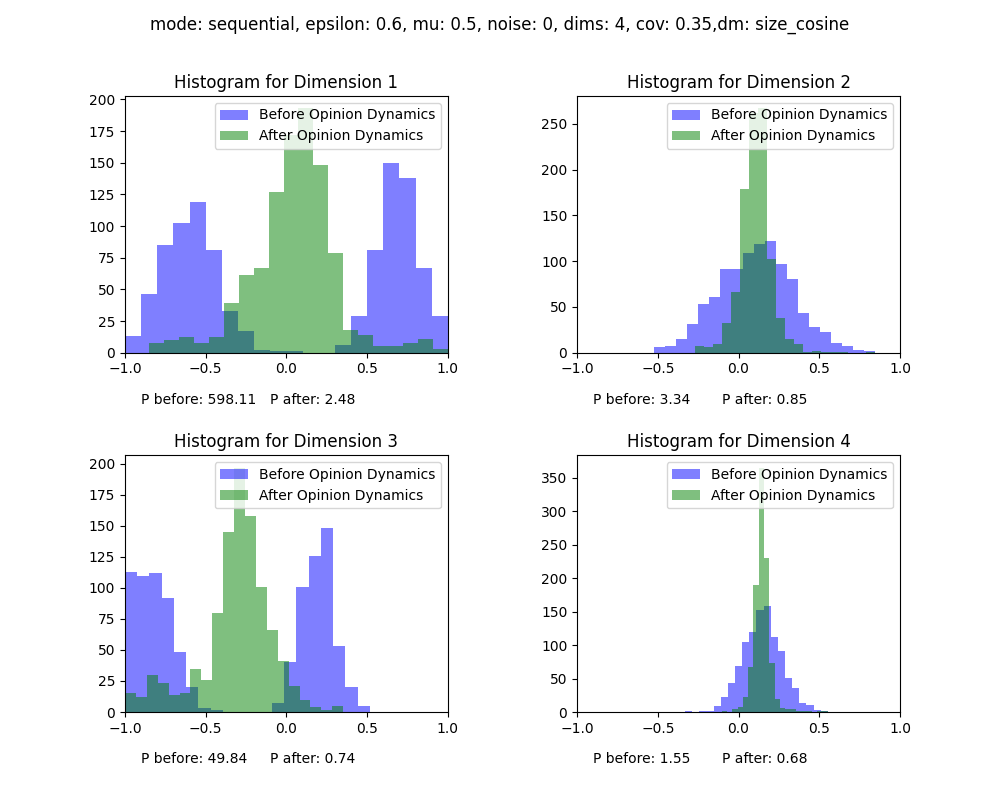 mode: sequential, epsilon: 0.6, mu: 0.5, noise: 0, dims: 4, cov: 0.35,dm: size_cosine
Histogram for Dimension 1
Before Opinion Dynamics
After Opinion Dynamics
200
175
150
125
100
75
50
25
0
−1.0 −0.5 0.0 0.5 1.0
P before: 598.11 P after: 2.48
Histogram for Dimension 2
Before Opinion Dynamics
After Opinion Dynamics
250
200
150
100
50
0
−1.0 −0.5 0.0 0.5 1.0
P before: 3.34 P after: 0.85
Histogram for Dimension 3
Before Opinion Dynamics
After Opinion Dynamics
200
175
150
125
100
75
50
25
0
−1.0 −0.5 0.0 0.5 1.0
P before: 49.84 P after: 0.74
Histogram for Dimension 4
Before Opinion Dynamics
After Opinion Dynamics
350
300
250
200
150
100
50
0
−1.0 −0.5 0.0 0.5 1.0
P before: 1.55 P after: 0.68